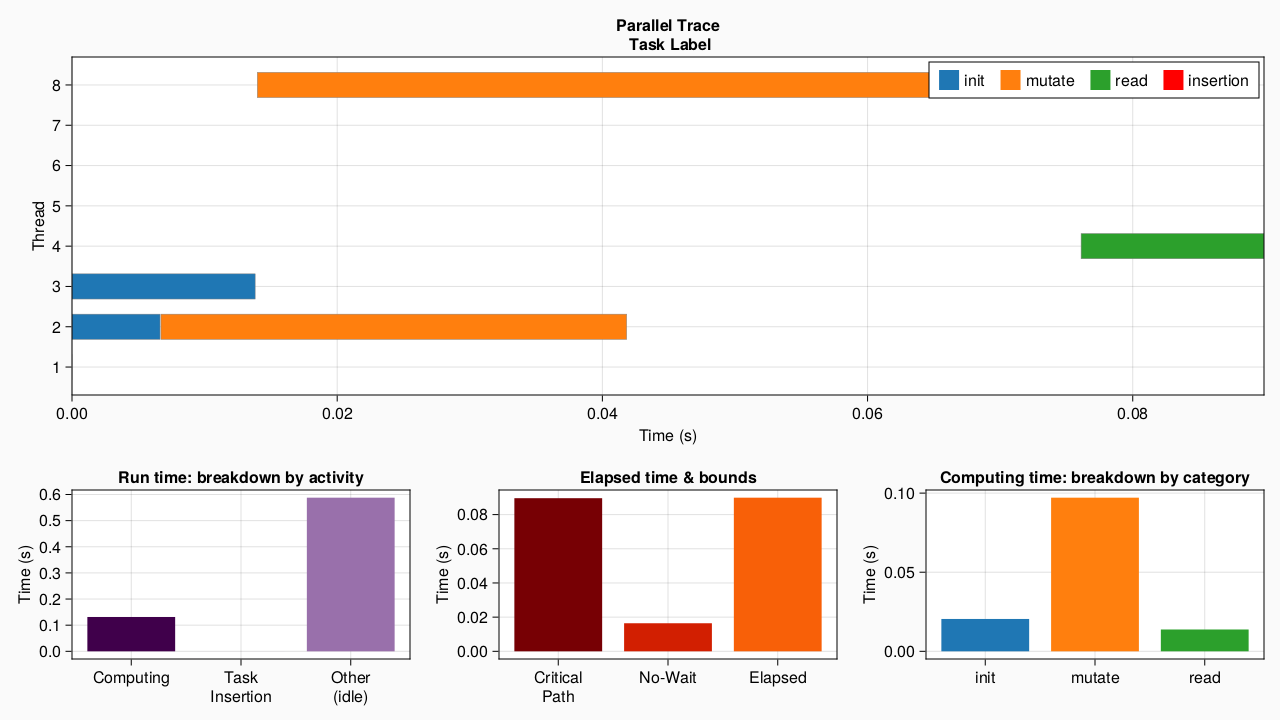 Parallel Trace
Task Label
init mutate read insertion
8
7
6
5
4
3
2
1
Thread
0.00 0.02 0.04 0.06 0.08
Time (s)
Run time: breakdown by activity
0.6
0.5
0.4
0.3
0.2
0.1
0.0
Time (s)
Computing
Task
Insertion
Other
(idle)
Elapsed time & bounds
0.08
0.06
0.04
0.02
0.00
Time (s)
Critical
Path
No-Wait
Elapsed
Computing time: breakdown by category
0.10
0.05
0.00
Time (s)
init mutate read